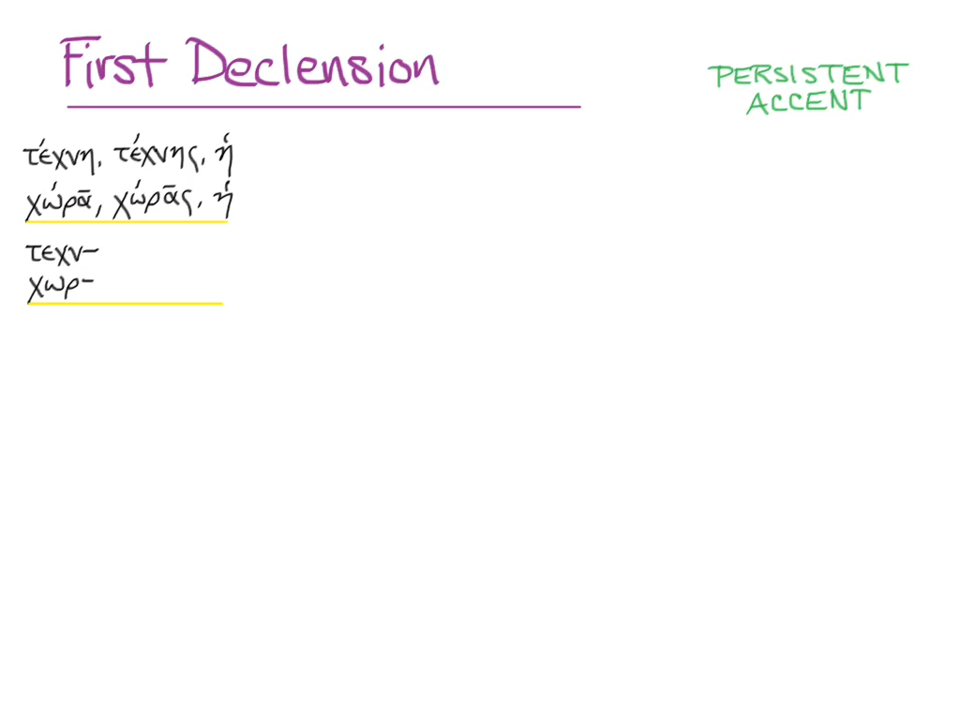 First Declension
PERSISTENT
ACCENT
τέχνη, τέχνης, ἡ
χώρᾱ, χώρᾱς, ἡ
τεχν–
χωρ–